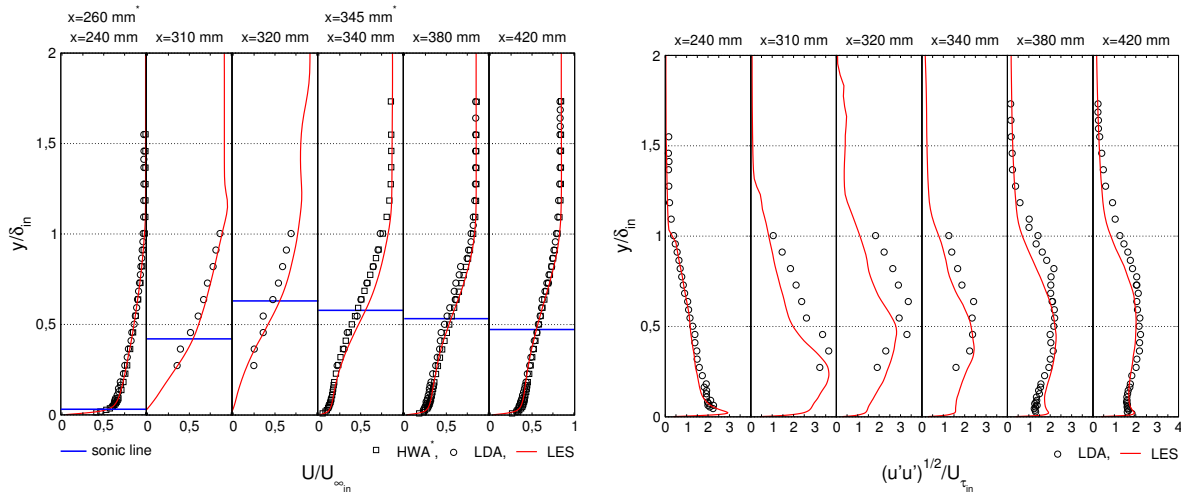 x=260 mm* x=345 mm*
x=240 mm x=310 mm x=320 mm x=340 mm x=380 mm x=420 mm
2
1,5
1
0,5
0
y/δin
0 0,5 0 0,5 0 0,5 0 0,5 0 0,5 0 0,5 1
sonic line HWA*, LDA, LES
U/U∞in
x=240 mm x=310 mm x=320 mm x=340 mm x=380 mm x=420 mm
2
1,5
1
0,5
0
y/δin
0 1 2 3 0 1 2 3 0 1 2 3 0 1 2 3 0 1 2 3 0 1 2 3 4
LDA, LES
(u'u')1/2/Uτin